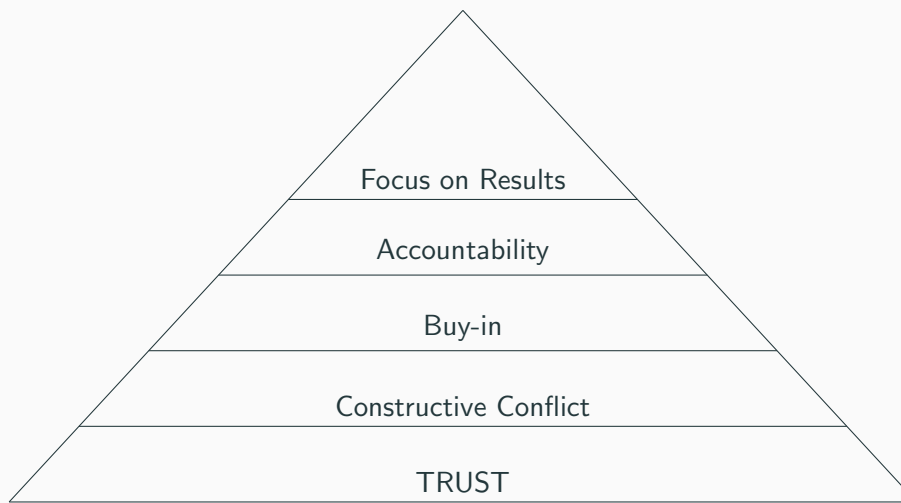 Focus on Results
Accountability
Buy-in
Constructive Conflict
TRUST